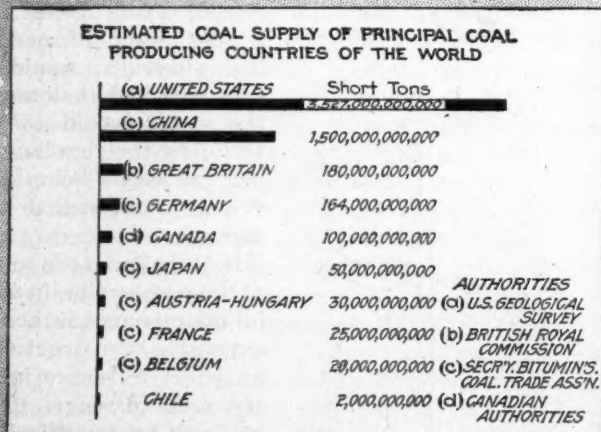 ESTIMATED COAL SUPPLY OF PRINCIPAL COAL
PRODUCING COUNTRIES OF THE WORLD
Short Tons
(a) UNITED STATES 3,527,000,000,000
(c) CHINA 1,500,000,000,000
(b) GREAT BRITAIN 180,000,000,000
(c) GERMANY 164,000,000,000
(d) CANADA 100,000,000,000
(c) JAPAN 50,000,000,000
(c) AUSTRIA-HUNGARY 30,000,000,000
(c) FRANCE 25,000,000,000
(c) BELGIUM 20,000,000,000
CHILE 2,000,000,000
AUTHORITIES
(a) U.S. GEOLOGICAL
SURVEY
(b) BRITISH ROYAL
COMMISSION
(c) SECR'Y. BITUMIN'S.
COAL. TRADE ASS'N.
(d) CANADIAN
AUTHORITIES